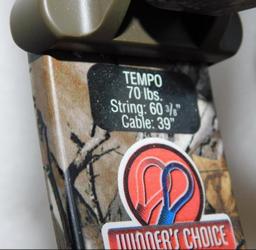 TEMPO
70 lbs.
String: 60 3/8"
Cable: 39"
WINNER'S CHOICE